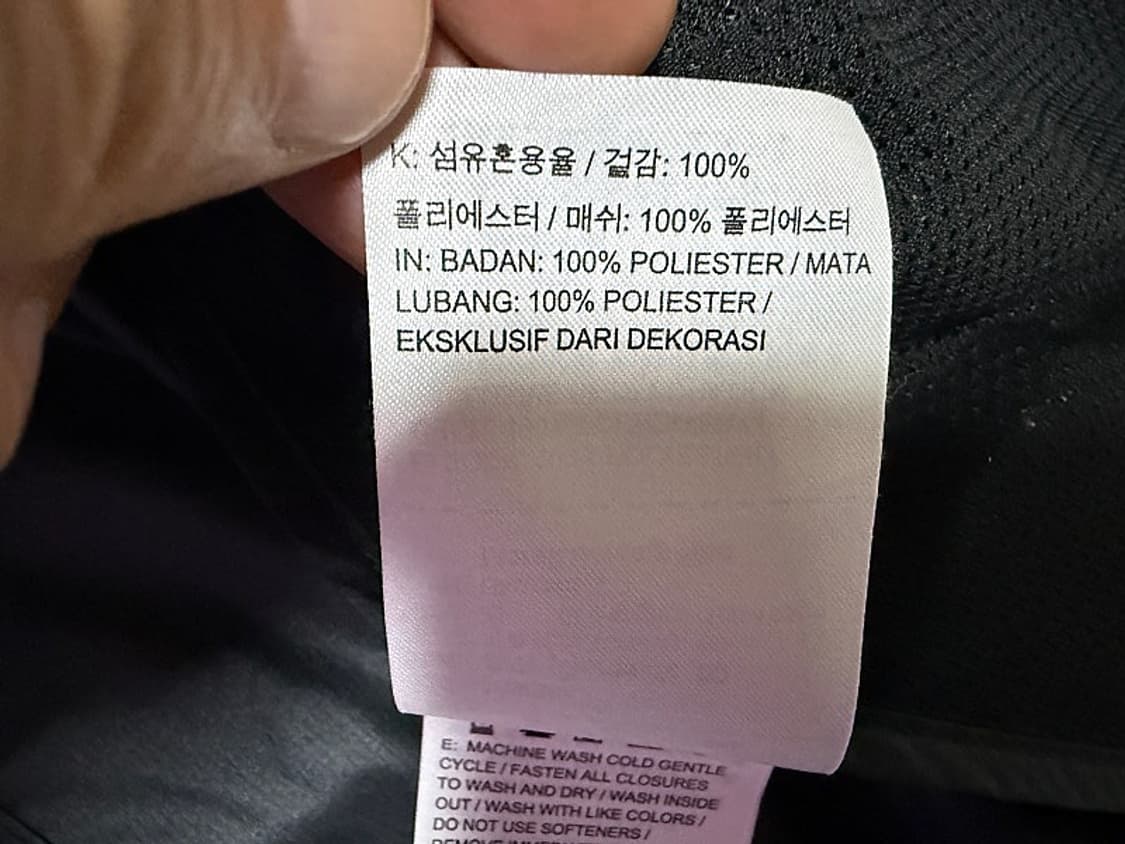 K: 섬유혼용율 / 겉감: 100%
폴리에스터 / 매쉬: 100% 폴리에스터
IN: BADAN: 100% POLIESTER / MATA
LUBANG: 100% POLIESTER /
EKSKLUSIF DARI DEKORASI
E: MACHINE WASH COLD GENTLE
CYCLE / FASTEN ALL CLOSURES
TO WASH AND DRY / WASH INSIDE
OUT / WASH WITH LIKE COLORS /
DO NOT USE SOFTENERS /